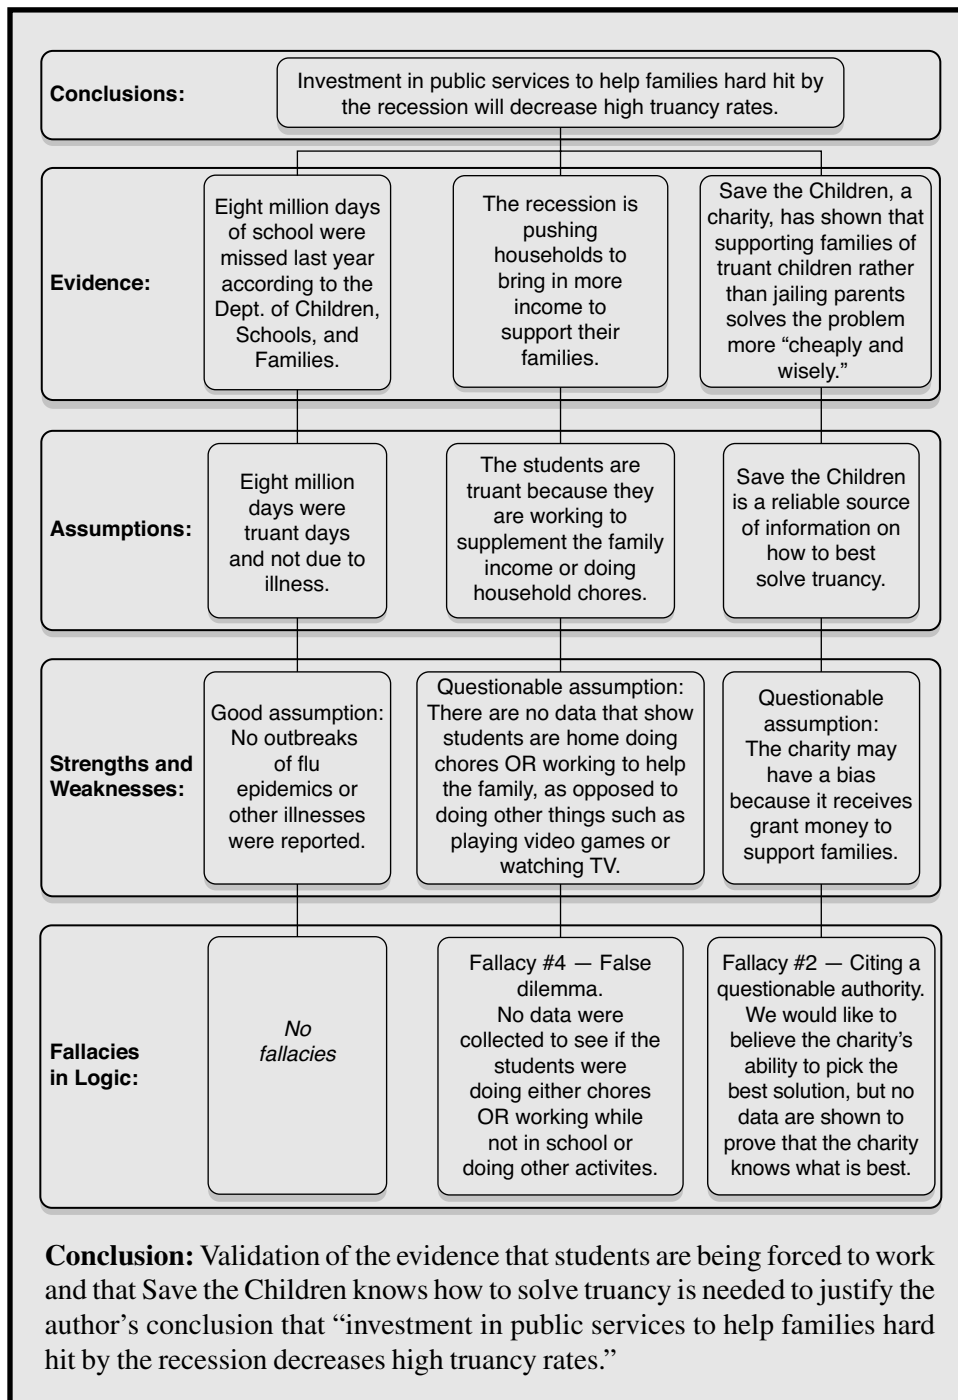 Conclusions:
Investment in public services to help families hard hit by
the recession will decrease high truancy rates.
Evidence:
Eight million days
of school were
missed last year
according to the
Dept. of Children,
Schools, and
Families.
The recession is
pushing
households to
bring in more
income to
support their
families.
Save the Children, a
charity, has shown that
supporting families of
truant children rather
than jailing parents
solves the problem
more “cheaply and
wisely.”
Assumptions:
Eight million
days were
truant days
and not due to
illness.
The students are
truant because they
are working to
supplement the family
income or doing
household chores.
Save the Children
is a reliable source
of information on
how to best
solve truancy.
Strengths and
Weaknesses:
Good assumption:
No outbreaks
of flu
epidemics or
other illnesses
were reported.
Questionable assumption:
There are no data that show
students are home doing
chores OR working to help
the family, as opposed to
doing other things such as
playing video games or
watching TV.
Questionable
assumption:
The charity may
have a bias
because it receives
grant money to
support families.
Fallacies
in Logic:
No
fallacies
Fallacy #4 — False
dilemma.
No data were
collected to see if the
students were
doing either chores
OR working while
not in school or
doing other activites.
Fallacy #2 — Citing a
questionable authority.
We would like to
believe the charity’s
ability to pick the
best solution, but no
data are shown to
prove that the charity
knows what is best.
Conclusion: Validation of the evidence that students are being forced to work
and that Save the Children knows how to solve truancy is needed to justify the
author’s conclusion that “investment in public services to help families hard
hit by the recession decreases high truancy rates.”